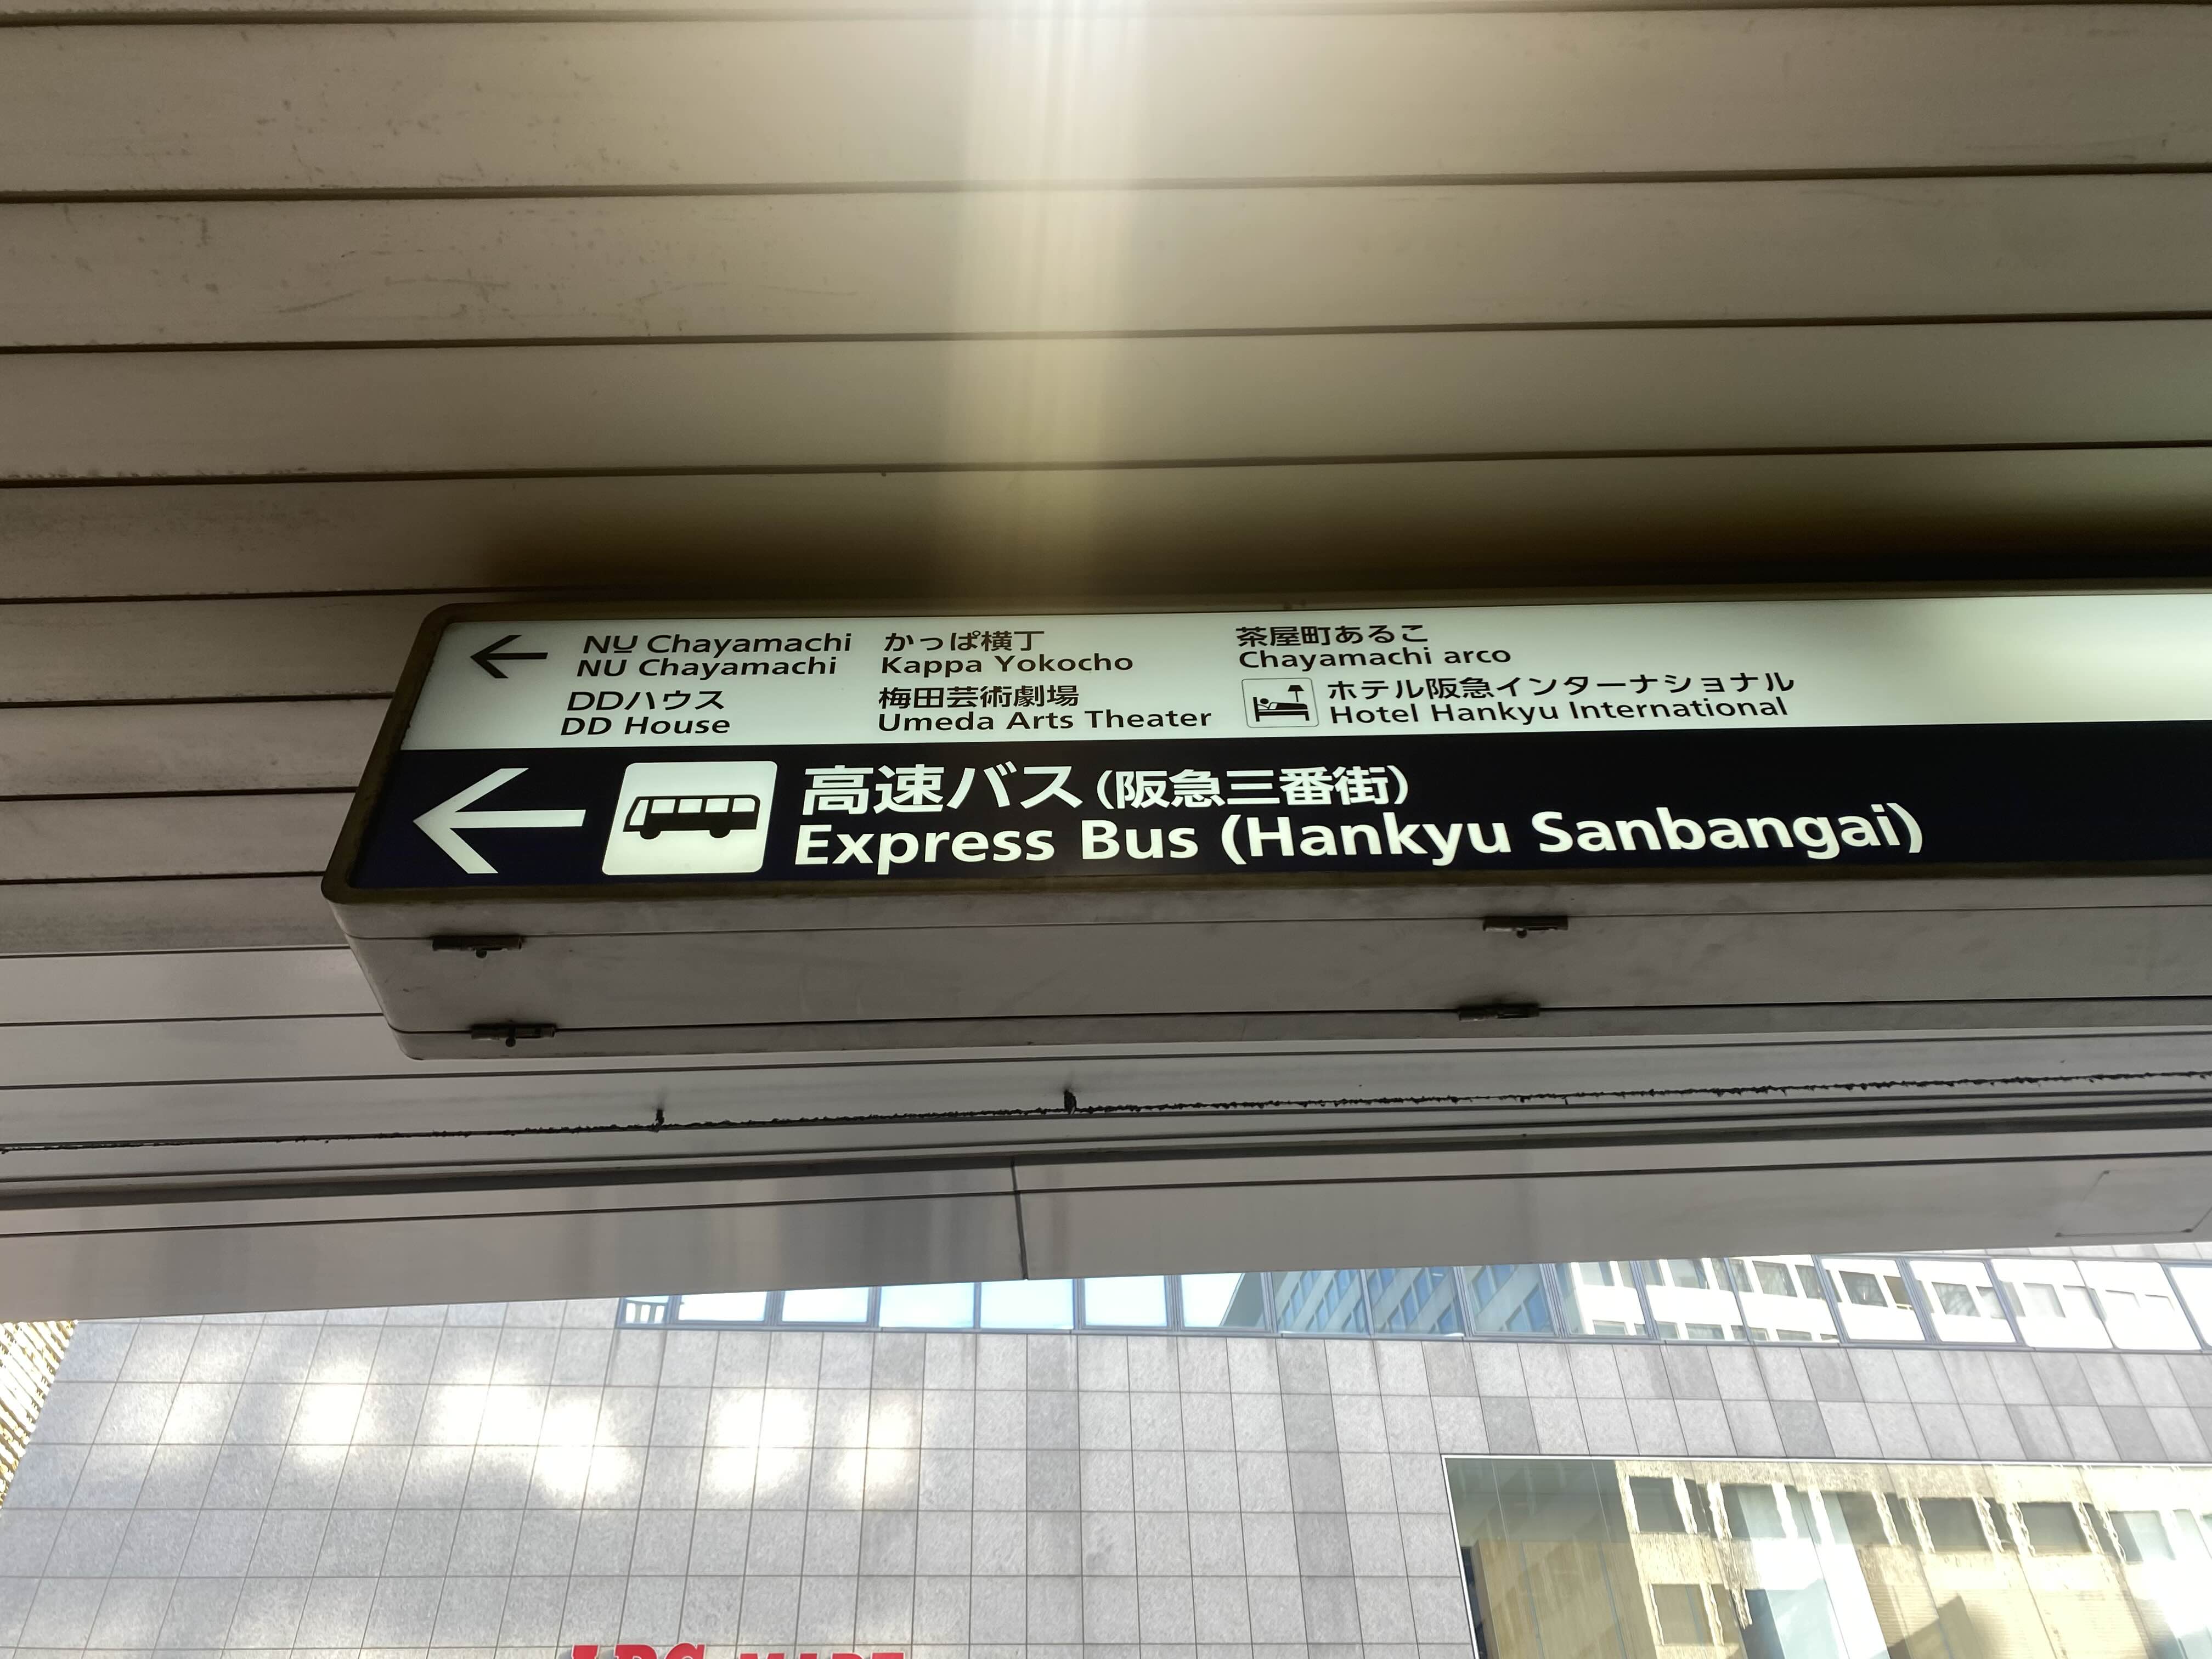 NU Chayamachi
NU Chayamachi
DDハウス
DD House
かっぱ横丁
Kappa Yokocho
梅田芸術劇場
Umeda Arts Theater
茶屋町あるこ
Chayamachi arco
ホテル阪急インターナショナル
Hotel Hankyu International
高速バス(阪急三番街)
Express Bus (Hankyu Sanbangai)
ABC-MART